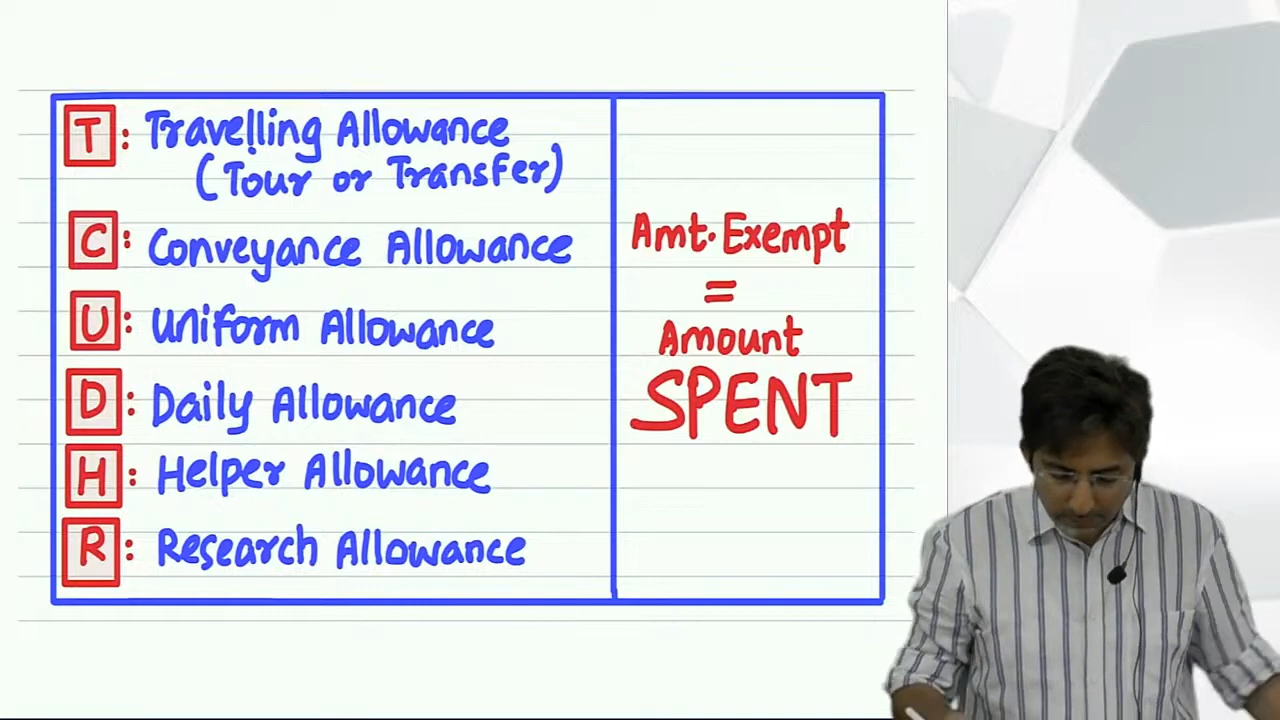 T : Travelling Allowance
(Tour or Transfer)
C : Conveyance Allowance
U : Uniform Allowance
D : Daily Allowance
H : Helper Allowance
R : Research Allowance
Amt. Exempt
=
Amount
SPENT